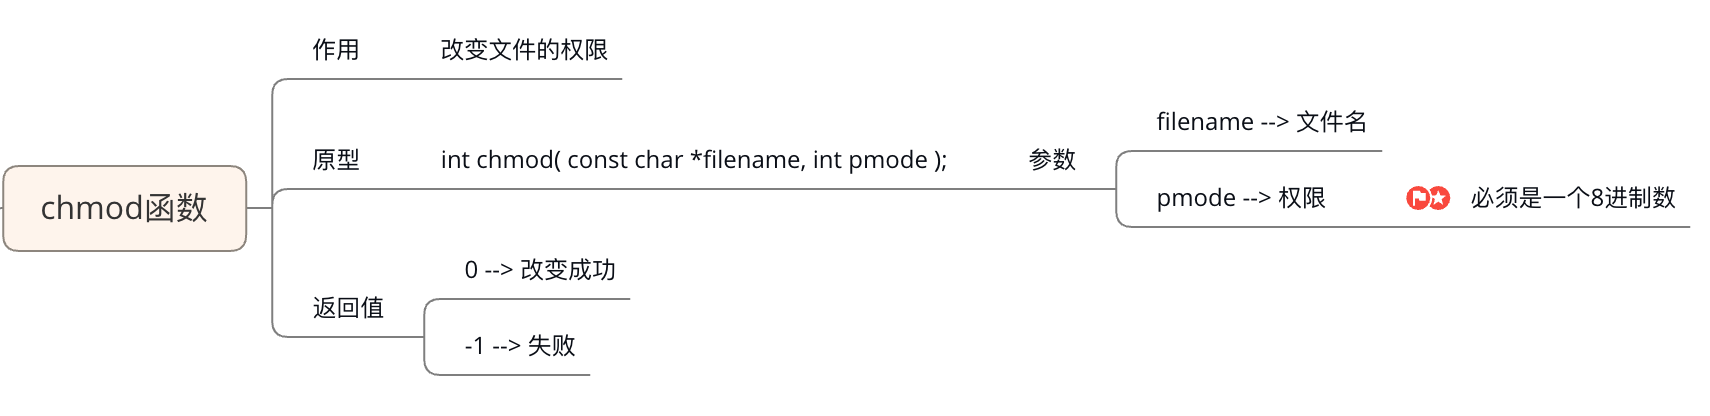 chmod函数
作用
改变文件的权限
原型
int chmod( const char *filename, int pmode );
参数
filename --> 文件名
pmode --> 权限
必须是一个8进制数
返回值
0 --> 改变成功
-1 --> 失败